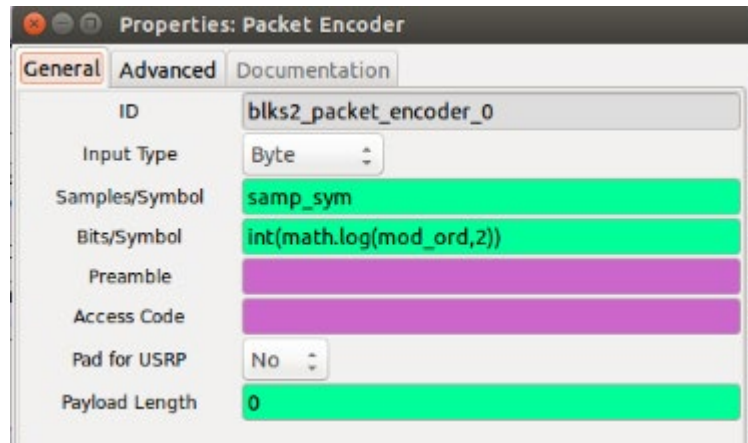 Properties: Packet Encoder
General Advanced Documentation
ID blks2_packet_encoder_0
Input Type Byte
Samples/Symbol samp_sym
Bits/Symbol int(math.log(mod_ord,2))
Preamble
Access Code
Pad for USRP No
Payload Length 0